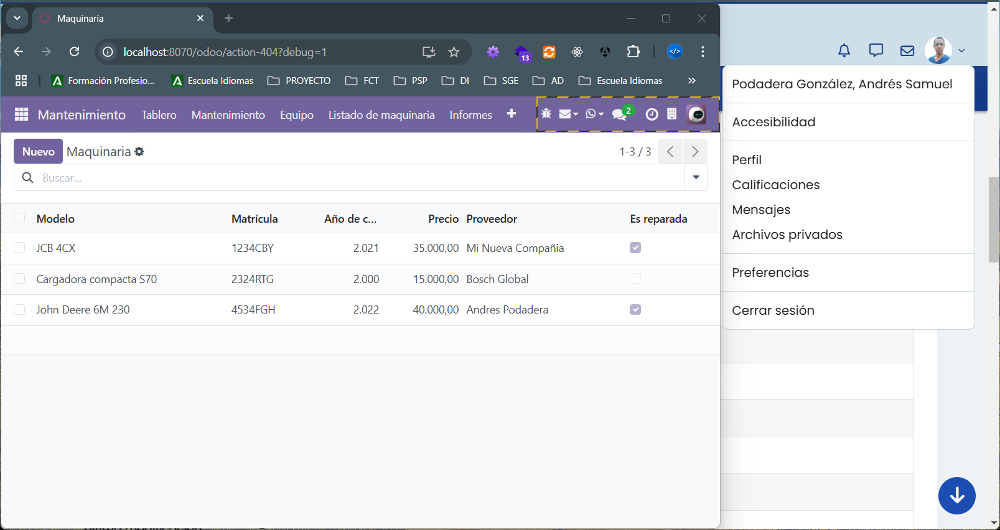 Maquinaria
localhost:8070/odoo/action-404?debug=1
13
Formación Profesio...
Escuela Idiomas
PROYECTO
FCT
PSP
DI
SGE
AD
Escuela Idiomas
»
Mantenimiento
Tablero
Mantenimiento
Equipo
Listado de maquinaria
Informes
2
Nuevo
Maquinaria
1-3 / 3
Buscar...
Modelo Matrícula Año de c... Precio Proveedor Es reparada
JCB 4CX 1234CBY 2.021 35.000,00 Mi Nueva Compañia
Cargadora compacta S70 2324RTG 2.000 15.000,00 Bosch Global
John Deere 6M 230 4534FGH 2.022 40.000,00 Andres Podadera
Podadera González, Andrés Samuel
Accesibilidad
Perfil
Calificaciones
Mensajes
Archivos privados
Preferencias
Cerrar sesión